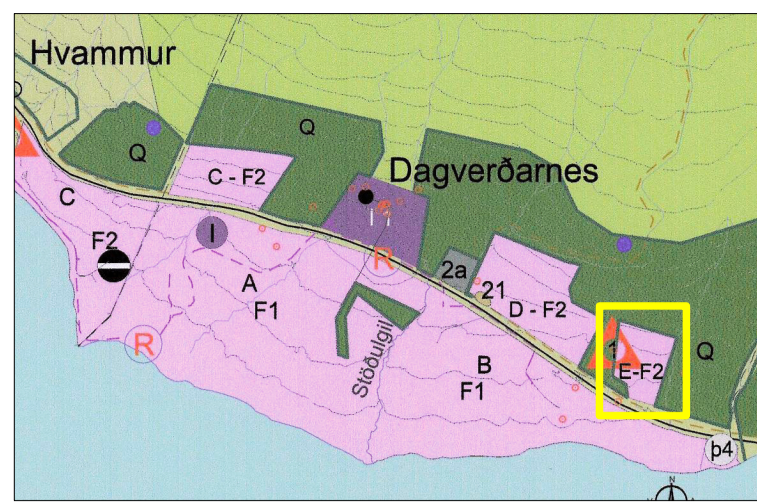 Hvammur
Q
Q
Dagverðarnes
C - F2
C
I
F2
R
2a
A
F1
21
D - F2
R
Stöðulgil
B
F1
1
E-F2
Q
þ4
N